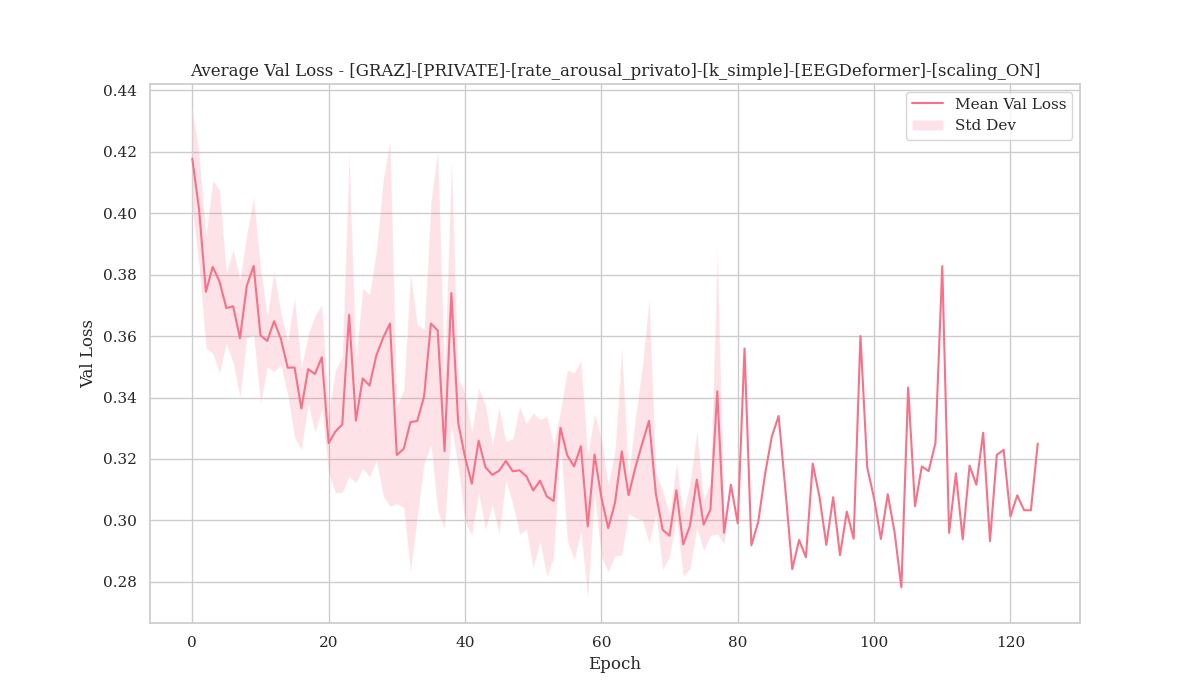 Average Val Loss - [GRAZ]-[PRIVATE]-[rate_arousal_privato]-[k_simple]-[EEGDeformer]-[scaling_ON]
Mean Val Loss
Std Dev
0.44
0.42
0.40
0.38
0.36
0.34
0.32
0.30
0.28
Val Loss
0 20 40 60 80 100 120
Epoch